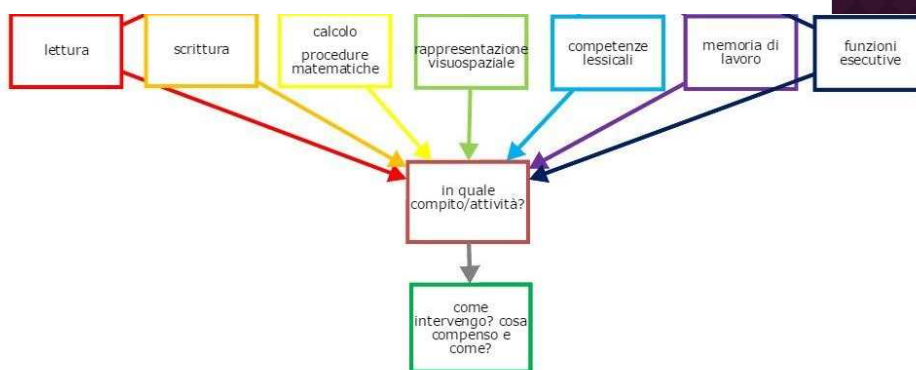 lettura
scrittura
calcolo
procedure
matematiche
rappresentazione
visuospaziale
competenze
lessicali
memoria di
lavoro
funzioni
esecutive
in quale
compito/attività?
come
intervengo? cosa
compenso e
come?